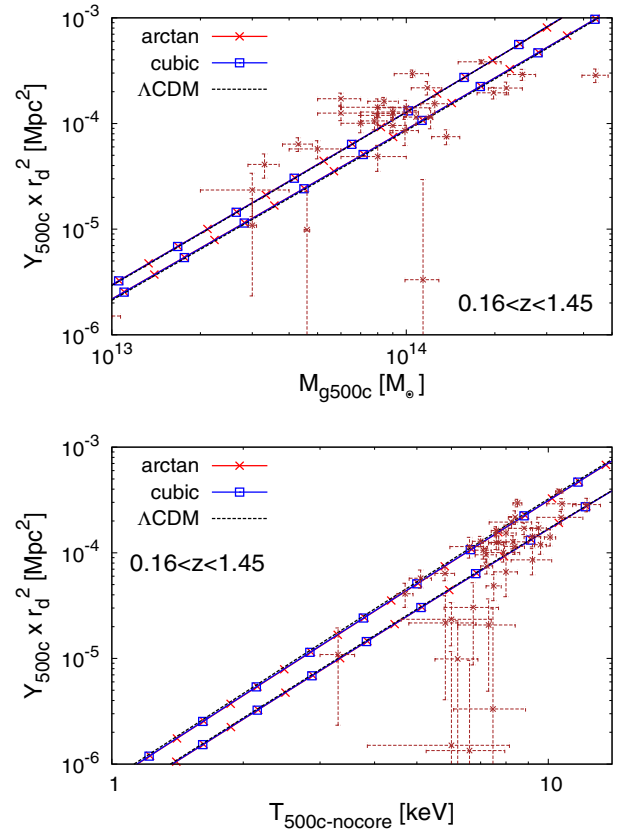 10^-3
arctan
cubic
ΛCDM
10^-4
10^-5
10^-6
Y500c x rd^2 [Mpc^2]
0.16<z<1.45
10^13
10^14
Mg500c [M⊙]
10^-3
arctan
cubic
ΛCDM
10^-4
0.16<z<1.45
10^-5
10^-6
Y500c x rd^2 [Mpc^2]
1
10
T500c-nocore [keV]